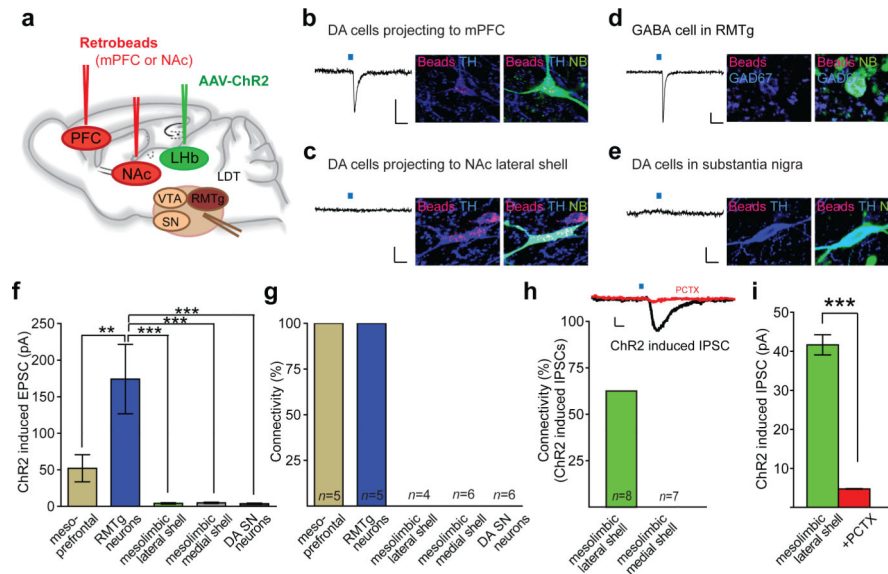 a
Retrobeads
(mPFC or NAc)
AAV-ChR2
PFC
NAc
LHb
LDT
VTA
RMTg
SN
b
DA cells projecting to mPFC
Beads TH
Beads TH NB
c
DA cells projecting to NAc lateral shell
Beads TH
Beads TH NB
d
GABA cell in RMTg
Beads
GAD67
Beads NB
GAD67
e
DA cells in substantia nigra
Beads TH
Beads TH N
f
ChR2 induced EPSC (pA)
250
200
150
100
50
0
**
***
***
***
meso-
prefrontal
RMTg
neurons
mesolimbic
lateral shell
mesolimbic
medial shell
DA SN
neurons
g
Connectivity (%)
100
75
50
25
n=5
n=5
n=4
n=6
n=6
meso-
prefrontal
RMTg
neurons
mesolimbic
lateral shell
mesolimbic
medial shell
DA SN
neurons
h
PCTX
ChR2 induced IPSC
Connectivity (%)
(ChR2 induced IPSCs)
100
75
50
25
n=8
n=7
mesolimbic
lateral shell
mesolimbic
medial shell
i
***
ChR2 induced IPSC (pA)
50
40
30
20
10
0
mesolimbic
lateral shell
+PCTX